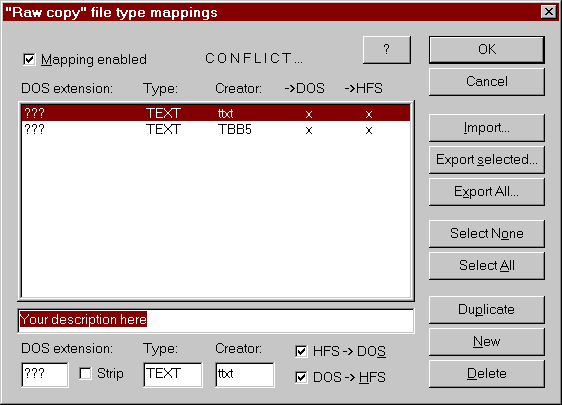 "Raw copy" file type mappings
Mapping enabled
CONFLICT...
?
OK
Cancel
DOS extension: Type: Creator: ->DOS ->HFS
??? TEXT ttxt x x
??? TEXT TBB5 x x
Import...
Export selected...
Export All...
Select None
Select All
Your description here
Duplicate
New
Delete
DOS extension: Type: Creator:
??? Strip TEXT ttxt
HFS -> DOS
DOS -> HFS